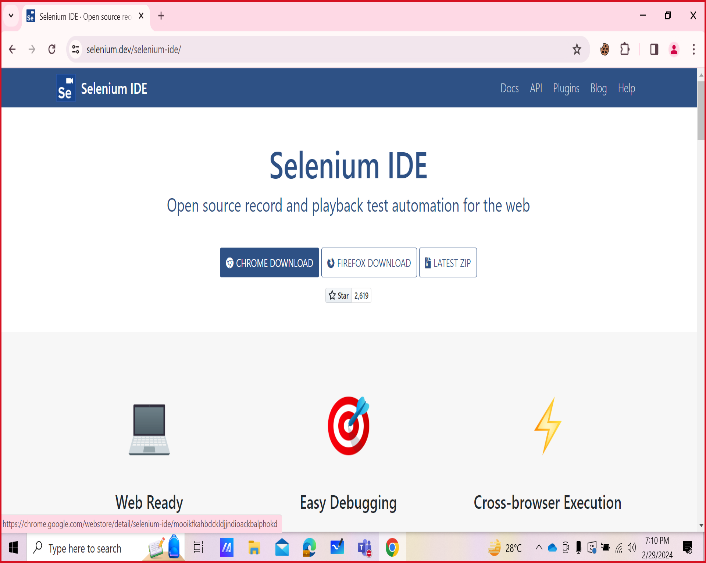 Selenium IDE · Open source rec
selenium.dev/selenium-ide/
Se Selenium IDE Docs API Plugins Blog Help
Selenium IDE
Open source record and playback test automation for the web
CHROME DOWNLOAD FIREFOX DOWNLOAD LATEST ZIP
Star 2,619
Web Ready Easy Debugging Cross-browser Execution
https://chrome.google.com/webstore/detail/selenium-ide/mooikfkahbdckldjjndioackbalphokd
Type here to search 28°C 7:10 PM
2/29/2024